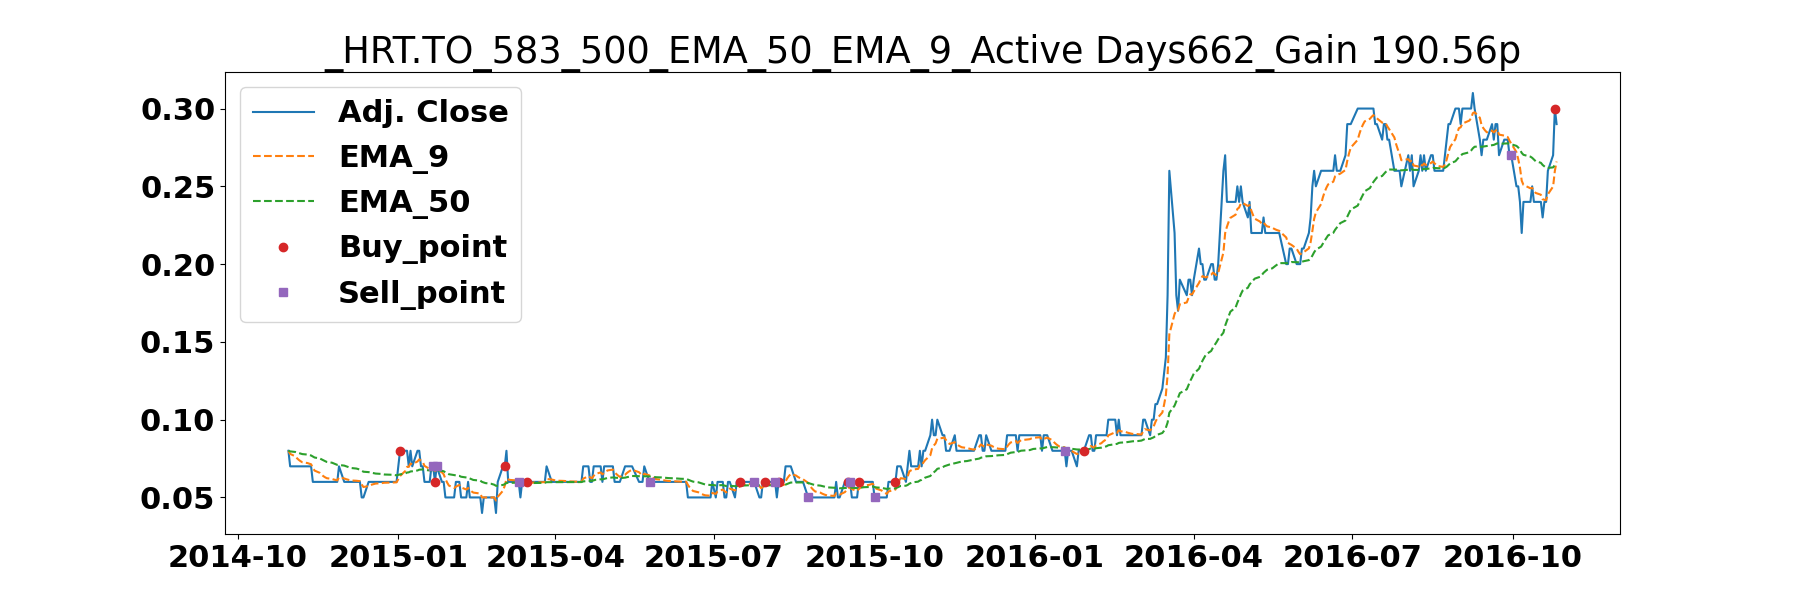 _HRT.TO_583_500_EMA_50_EMA_9_Active Days662_Gain 190.56p
Adj. Close
EMA_9
EMA_50
Buy_point
Sell_point
0.30
0.25
0.20
0.15
0.10
0.05
2014-10 2015-01 2015-04 2015-07 2015-10 2016-01 2016-04 2016-07 2016-10